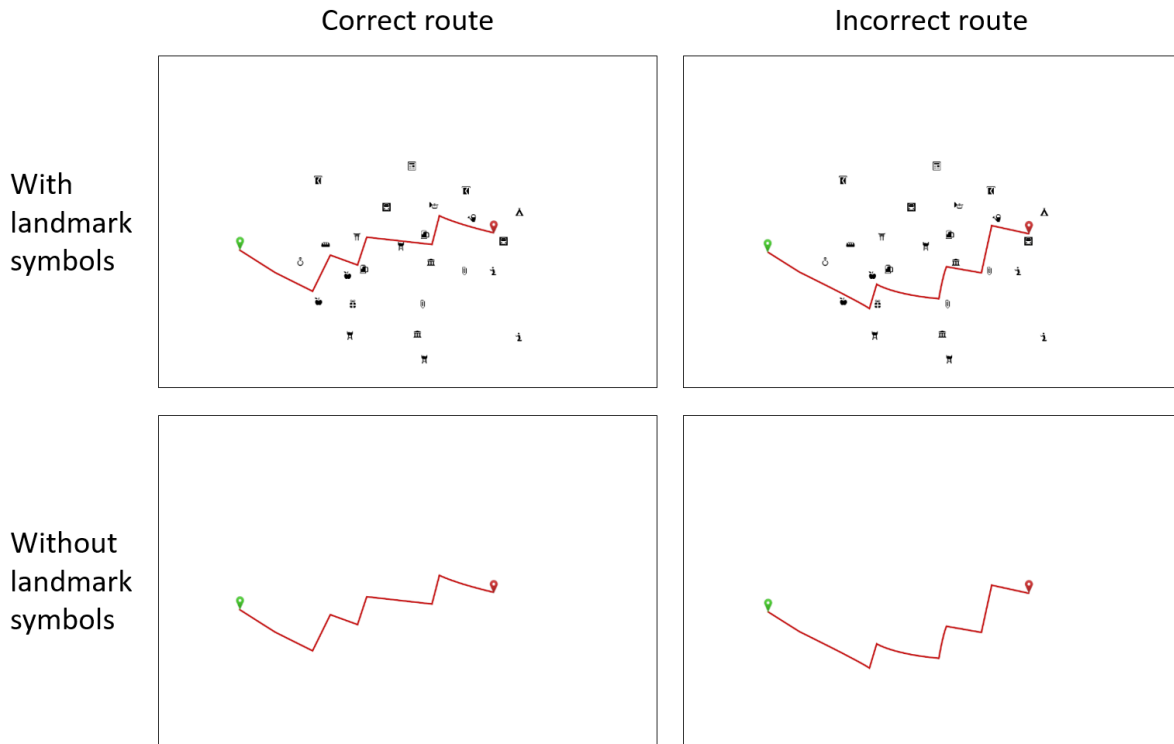 Correct route
Incorrect route
With
landmark
symbols
Without
landmark
symbols